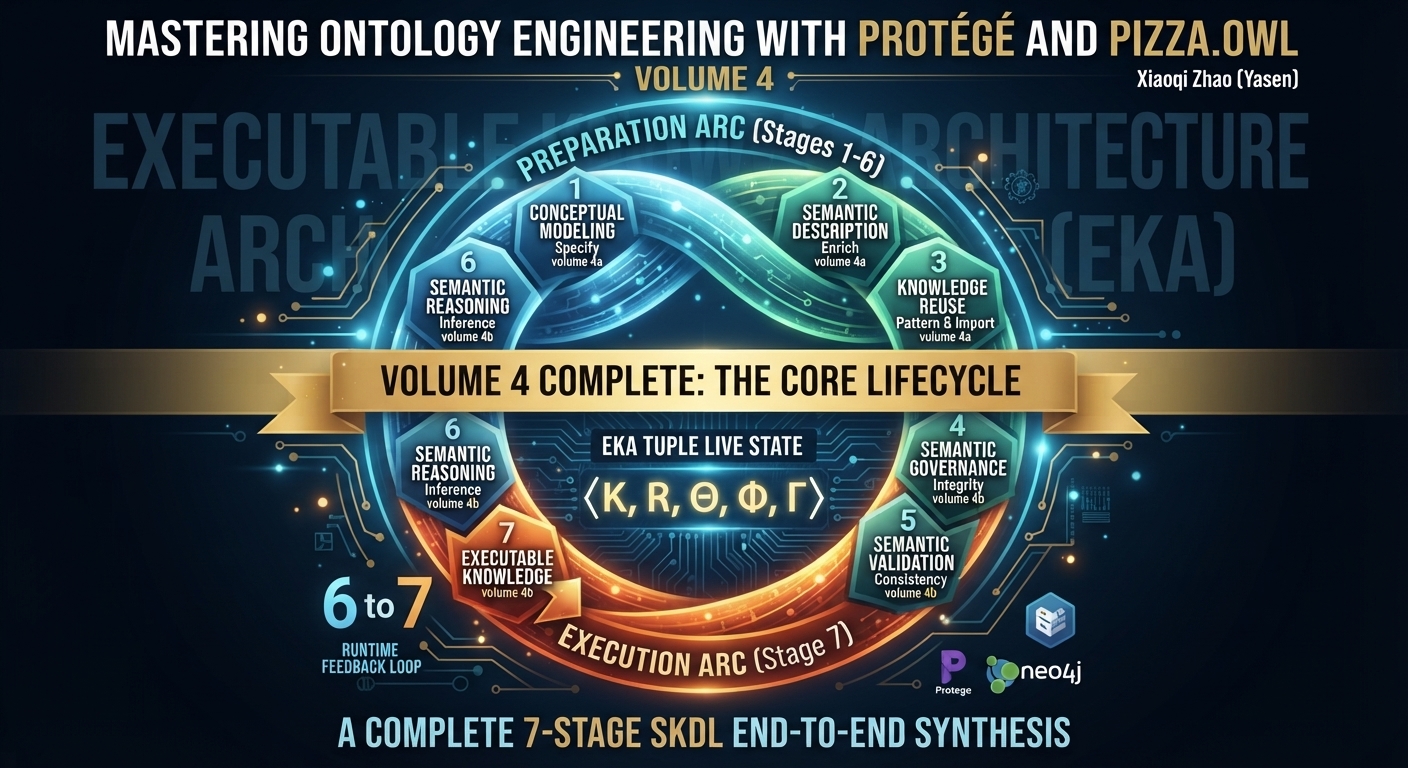 MASTERING ONTOLOGY ENGINEERING WITH PROTÉGÉ AND PIZZA.OWL
VOLUME 4
Xiaoqi Zhao (Yasen)
EXECUTABLE ARCHITECTURE
ARCHI (EKA)
PREPARATION ARC (Stages 1-6)
1
CONCEPTUAL
MODELING
Specify
volume 4a
2
SEMANTIC
DESCRIPTION
Enrich
volume 4a
6
SEMANTIC
REASONING
Inference
volume 4b
3
KNOWLEDGE
REUSE
Pattern & Import
volume 4a
VOLUME 4 COMPLETE: THE CORE LIFECYCLE
6
SEMANTIC
REASONING
Inference
volume 4b
EKA TUPLE LIVE STATE
⟨K, R, Θ, Φ, Γ⟩
4
SEMANTIC
GOVERNANCE
Integrity
volume 4b
7
EXECUTABLE
KNOWLEDGE
volume 4b
5
SEMANTIC
VALIDATION
Consistency
volume 4b
6 to 7
RUNTIME
FEEDBACK LOOP
EXECUTION ARC (Stage 7)
Protege
neo4j
A COMPLETE 7-STAGE SKDL END-TO-END SYNTHESIS